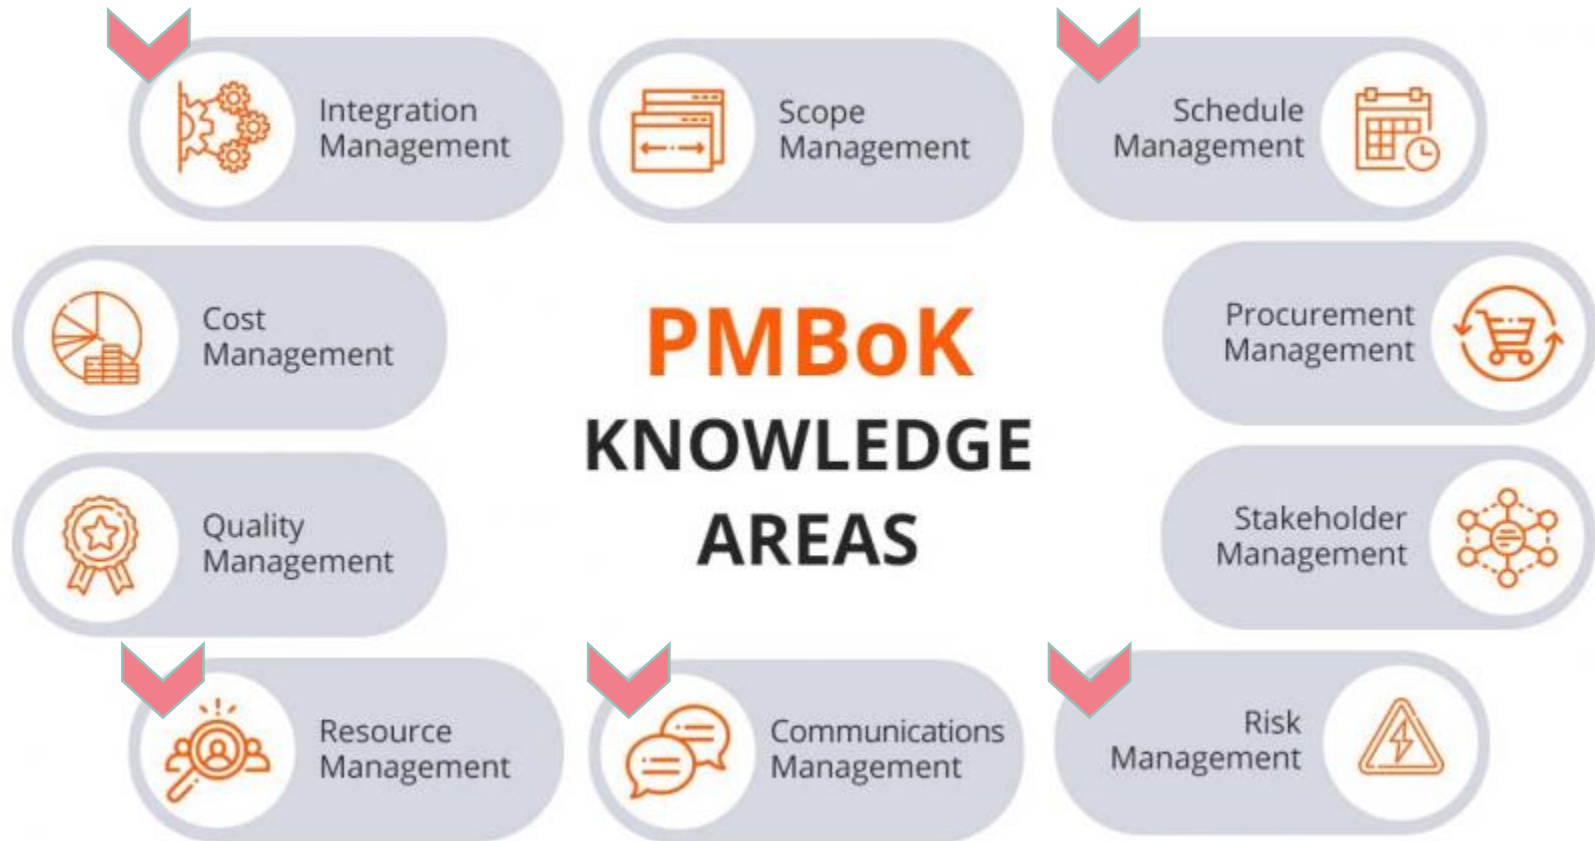 Integration
Management
Scope
Management
Schedule
Management
Cost
Management
PMBoK
KNOWLEDGE
AREAS
Procurement
Management
Quality
Management
Stakeholder
Management
Resource
Management
Communications
Management
Risk
Management